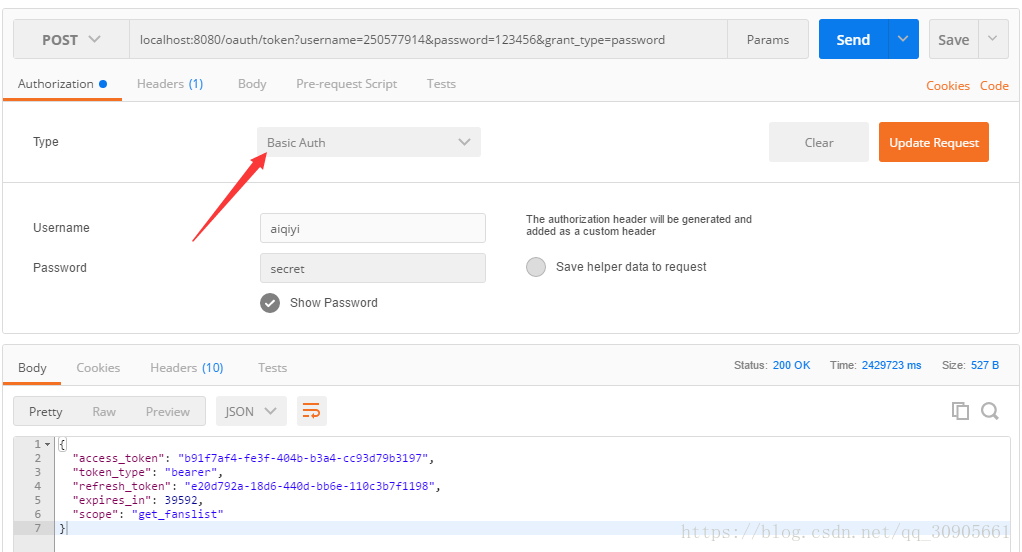 POST localhost:8080/oauth/token?username=250577914&password=123456&grant_type=password Params Send Save
Authorization Headers (1) Body Pre-request Script Tests Cookies Code
Type Basic Auth Clear Update Request
Username aiqiyi The authorization header will be generated and
added as a custom header
Password secret Save helper data to request
Show Password
Body Cookies Headers (10) Tests Status: 200 OK Time: 2429723 ms Size: 527 B
Pretty Raw Preview JSON
1 {
2 "access_token": "b91f7af4-fe3f-404b-b3a4-cc93d79b3197",
3 "token_type": "bearer",
4 "refresh_token": "e20d792a-18d6-440d-bb6e-110c3b7f1198",
5 "expires_in": 39592,
6 "scope": "get_fanslist"
7 }
https://blog.csdn.net/qq_30905661